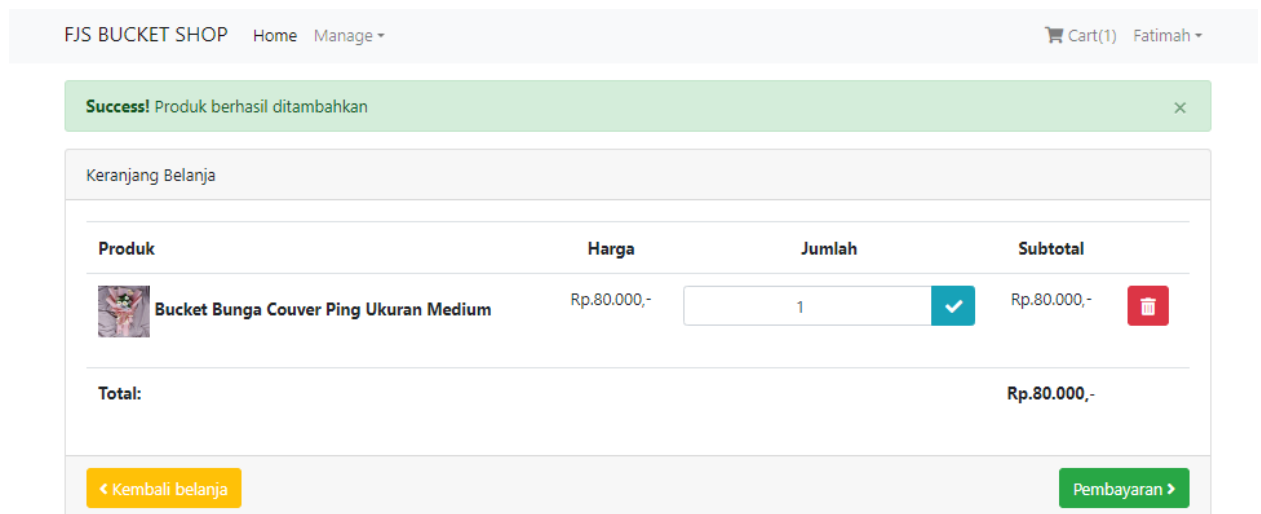 FJS BUCKET SHOP Home Manage Cart(1) Fatimah
Success! Produk berhasil ditambahkan ×
Keranjang Belanja
Produk Harga Jumlah Subtotal
Bucket Bunga Couver Ping Ukuran Medium Rp.80.000,- 1 Rp.80.000,-
Total: Rp.80.000,-
Kembali belanja Pembayaran